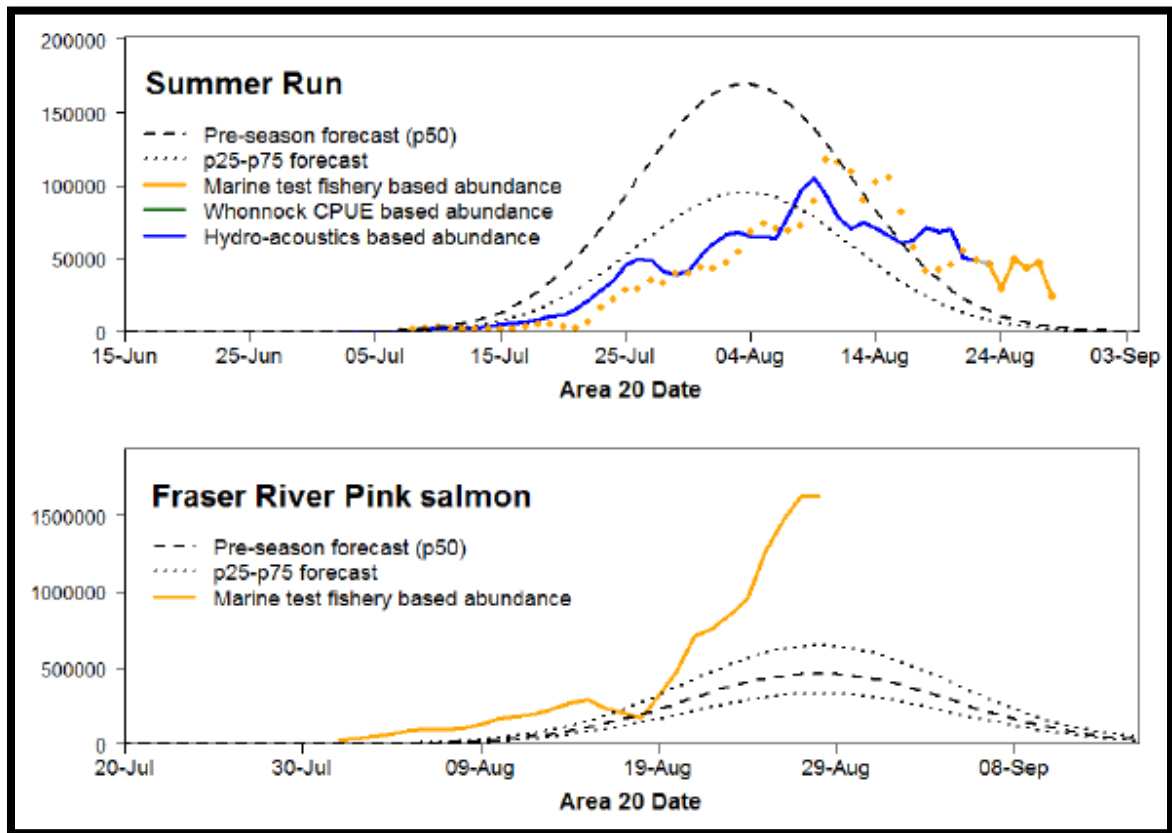 200000
Summer Run
150000
Pre-season forecast (p50)
p25-p75 forecast
100000
Marine test fishery based abundance
Whonnock CPUE based abundance
Hydro-acoustics based abundance
50000
0
15-Jun 25-Jun 05-Jul 15-Jul 25-Jul 04-Aug 14-Aug 24-Aug 03-Sep
Area 20 Date
Fraser River Pink salmon
1500000
Pre-season forecast (p50)
p25-p75 forecast
Marine test fishery based abundance
1000000
500000
0
20-Jul 30-Jul 09-Aug 19-Aug 29-Aug 08-Sep
Area 20 Date